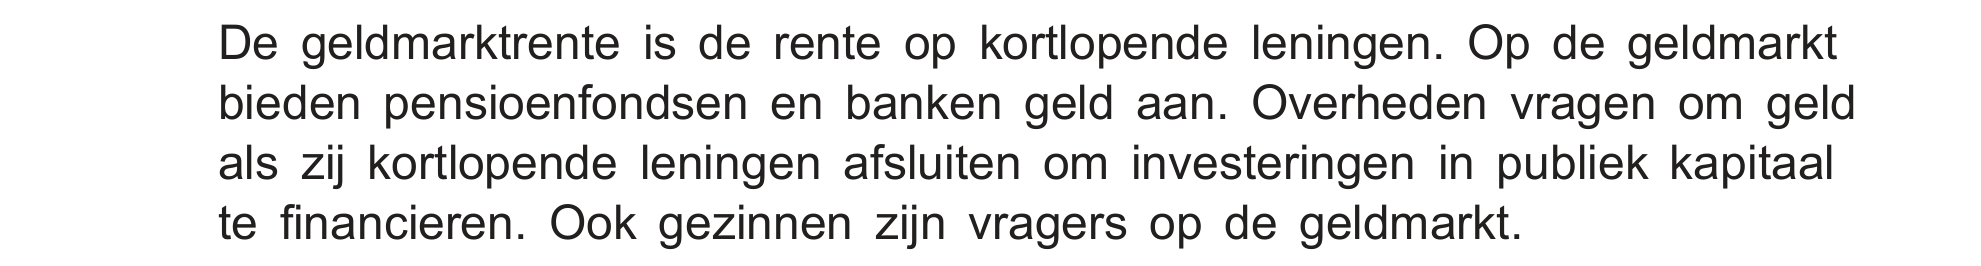 De geldmarktrente is de rente op kortlopende leningen. Op de geldmarkt
bieden pensioenfondsen en banken geld aan. Overheden vragen om geld
als zij kortlopende leningen afsluiten om investeringen in publiek kapitaal
te financieren. Ook gezinnen zijn vragers op de geldmarkt.